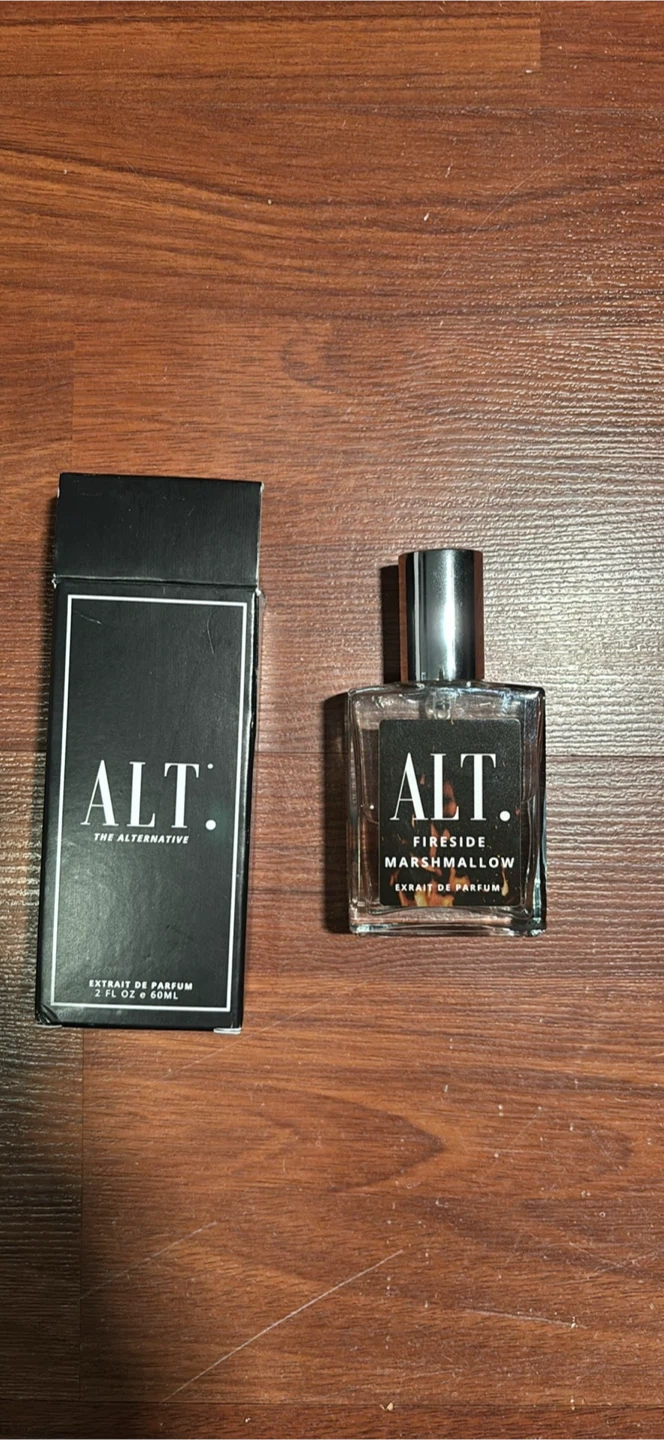 ALT.
THE ALTERNATIVE
EXTRAIT DE PARFUM
2 FL OZ e 60ML
ALT.
FIRESIDE
MARSHMALLOW
EXRAIT DE PARFUM